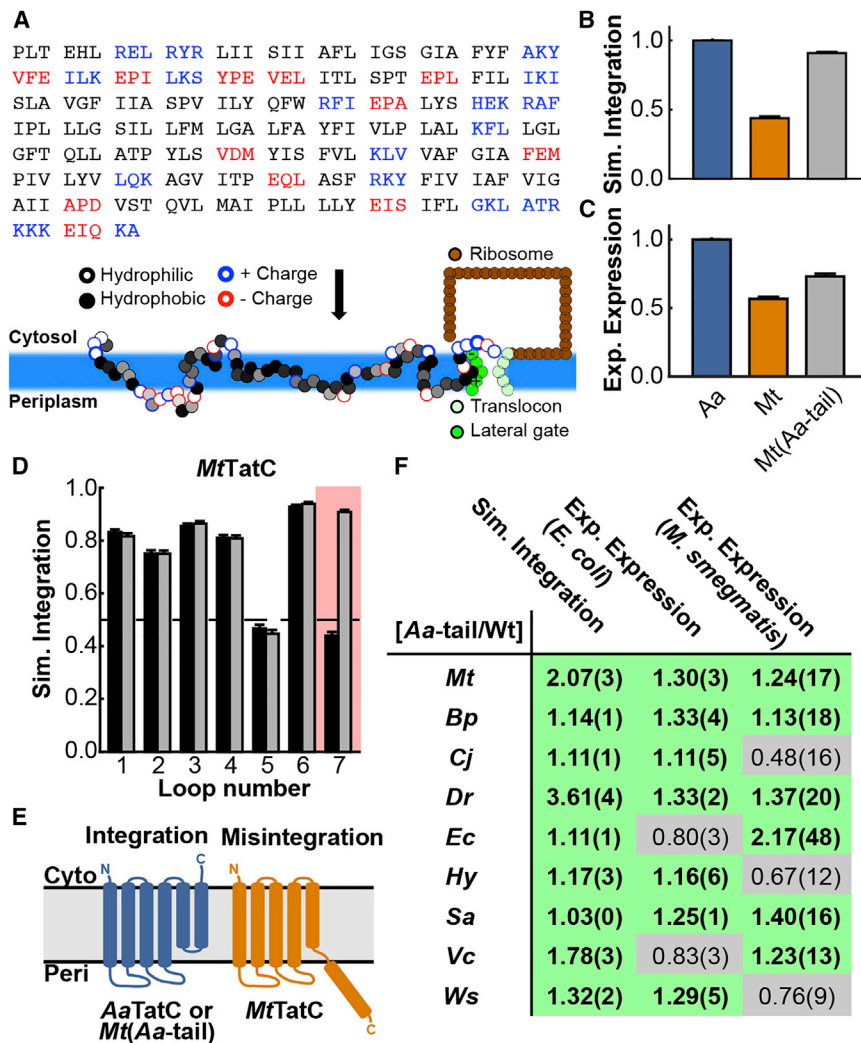 A
PLT EHL REL RYR LII SII AFL IGS GIA FYF AKY
VFE ILK EPI LKS YPE VEL ITL SPT EPL FIL IKI
SLA VGF IIA SPV ILY QFW RFI EPA LYS HEK RAF
IPL LLG SIL LFM LGA LFA YFI VLP LAL KFL LGL
GFT QLL ATP YLS VDM YIS FVL KLV VAF GIA FEM
PIV LYV LQK AGV ITP EQL ASF RKY FIV IAF VIG
AII APD VST QVL MAI PLL LLY EIS IFL GKL ATR
KKK EIQ KA
Hydrophilic + Charge
Hydrophobic - Charge
Ribosome
Cytosol
Periplasm
- +
Translocon
Lateral gate
B
Sim. Integration
1.0
0.5
0.0
C
Exp. Expression
1.0
0.5
0.0
Aa Mt Mt(Aa-tail)
D
MtTatC
Sim. Integration
1.0
0.8
0.6
0.4
0.2
0.0
1 2 3 4 5 6 7
Loop number
E
Integration Misintegration
Cyto
N C N
Peri
C
AaTatC or
Mt(Aa-tail)
MtTatC
F
Sim. Integration
Exp. Expression
(E. coli)
Exp. Expression
(M. smegmatis)
[Aa-tail/Wt]
Mt 2.07(3) 1.30(3) 1.24(17)
Bp 1.14(1) 1.33(4) 1.13(18)
Cj 1.11(1) 1.11(5) 0.48(16)
Dr 3.61(4) 1.33(2) 1.37(20)
Ec 1.11(1) 0.80(3) 2.17(48)
Hy 1.17(3) 1.16(6) 0.67(12)
Sa 1.03(0) 1.25(1) 1.40(16)
Vc 1.78(3) 0.83(3) 1.23(13)
Ws 1.32(2) 1.29(5) 0.76(9)